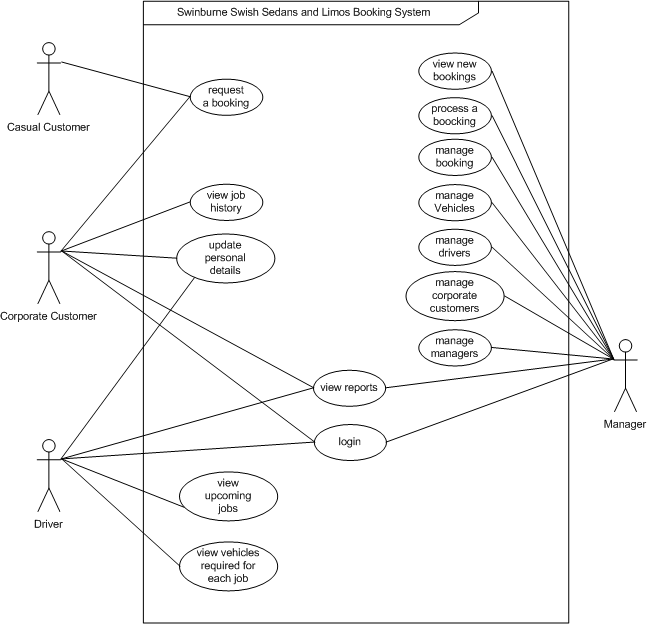 Swinburne Swish Sedans and Limos Booking System
Casual Customer
request
a booking
view new
bookings
process a
boocking
manage
booking
manage
Vehicles
manage
drivers
manage
corporate
customers
manage
managers
view job
history
update
personal
details
Corporate Customer
view reports
login
Manager
Driver
view
upcoming
jobs
view vehicles
required for
each job